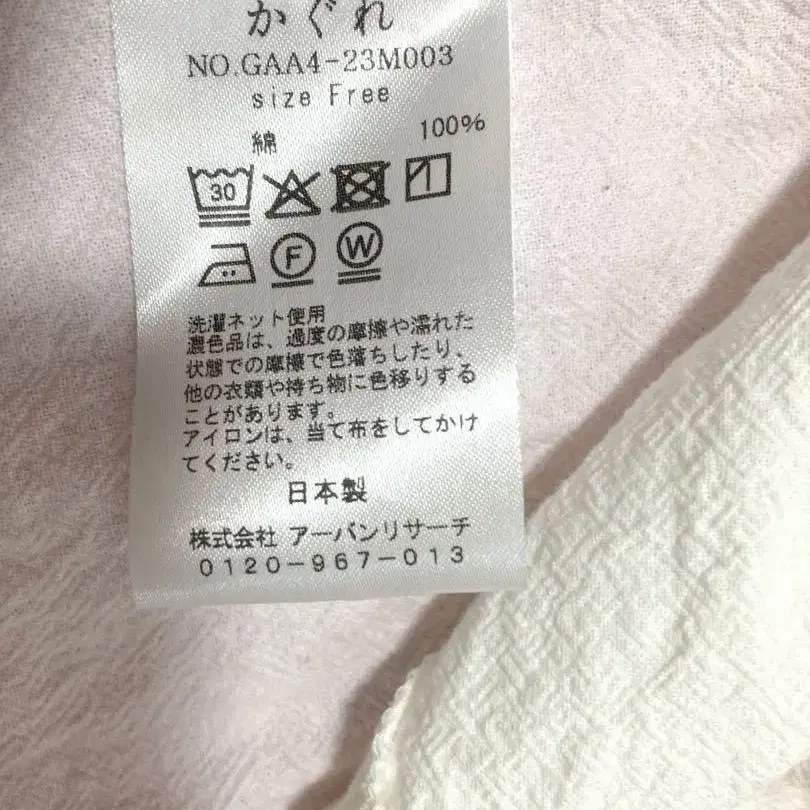 かぐれ
NO.GAA4-23M003
size Free
綿 100%
30
F W
洗濯ネット使用
濃色品は、過度の摩擦や濡れた
状態での摩擦で色落ちしたり、
他の衣類や持ち物に色移りする
ことがあります。
アイロンは、当て布をしてかけ
てください。
日本製
株式会社 アーバンリサーチ
0120-967-013